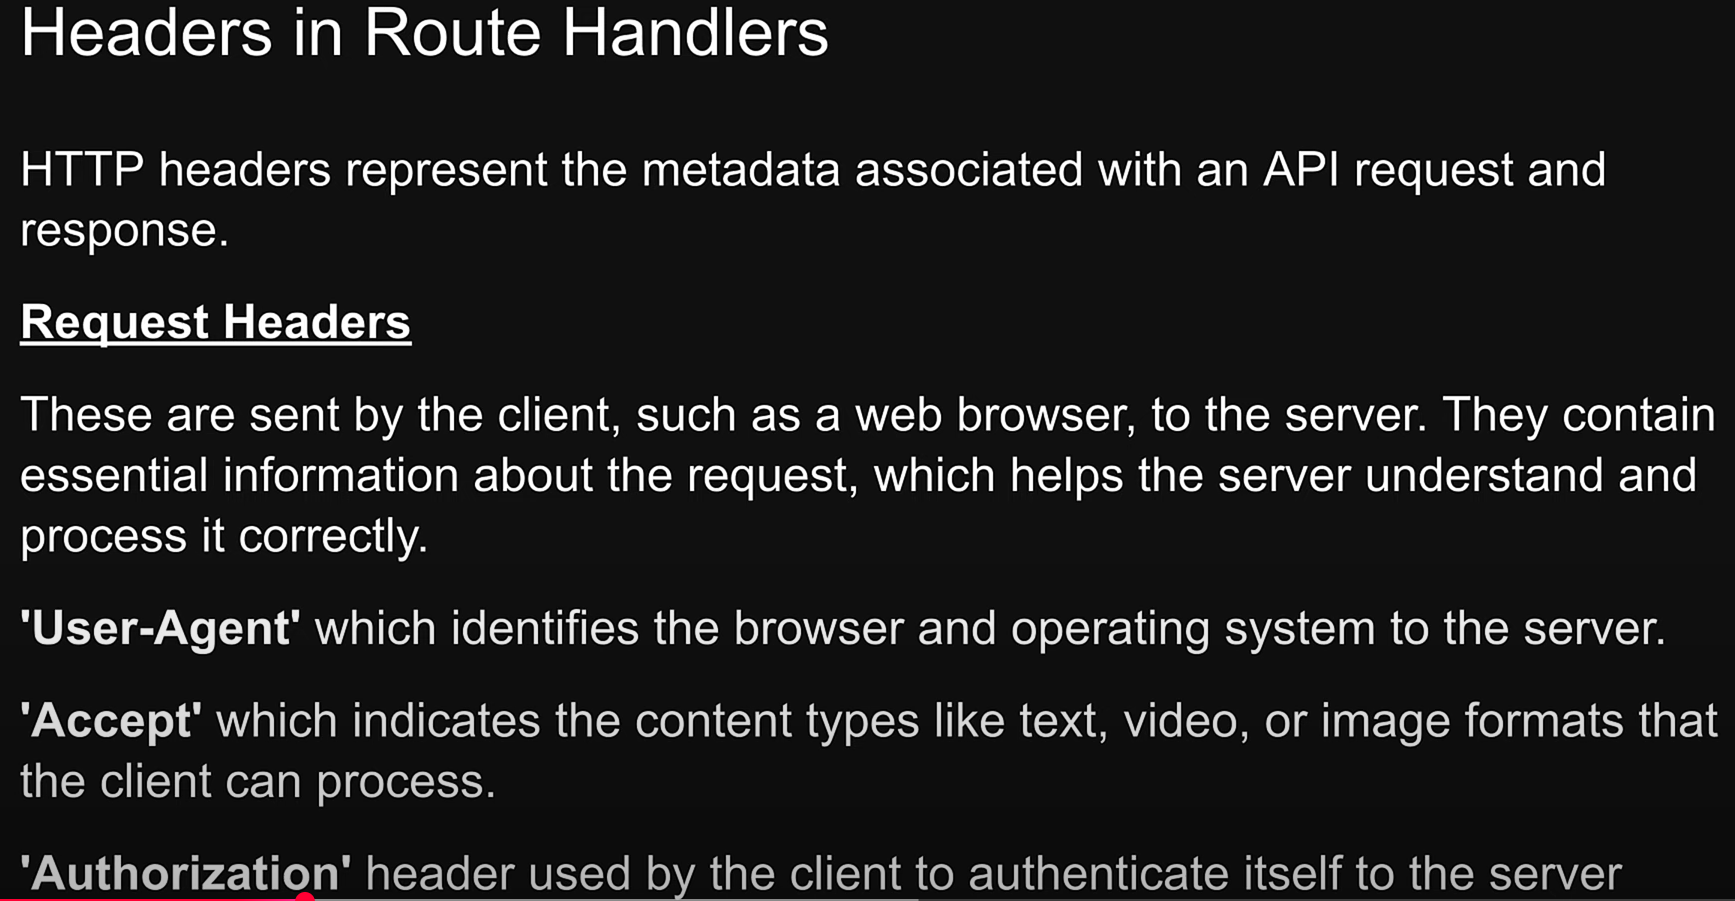 Headers in Route Handlers
HTTP headers represent the metadata associated with an API request and
response.
Request Headers
These are sent by the client, such as a web browser, to the server. They contain
essential information about the request, which helps the server understand and
process it correctly.
'User-Agent' which identifies the browser and operating system to the server.
'Accept' which indicates the content types like text, video, or image formats that
the client can process.
'Authorization' header used by the client to authenticate itself to the server